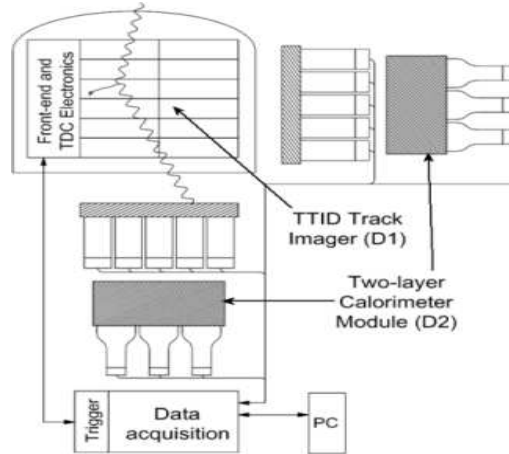 Front-end and
TDC Electronics
TTID Track
Imager (D1)
Two-layer
Calorimeter
Module (D2)
Trigger
Data
acquisition
PC